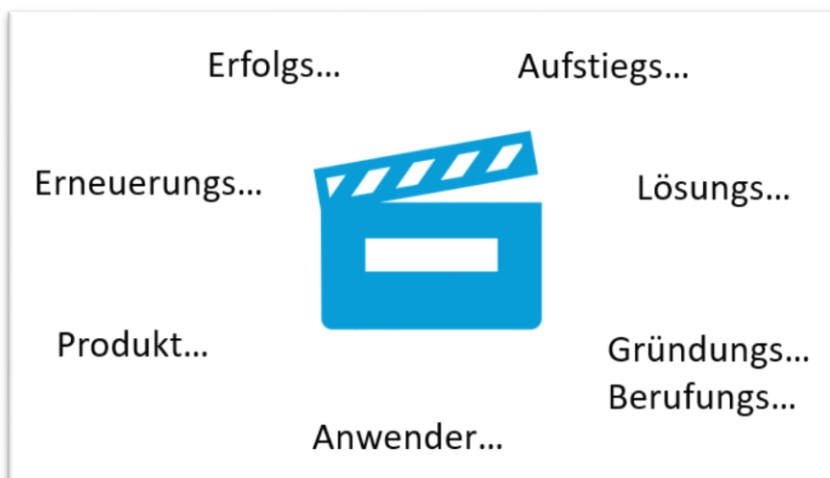 Erfolgs...
Aufstiegs...
Erneuerungs...
Lösungs...
Produkt...
Gründungs...
Berufungs...
Anwender...